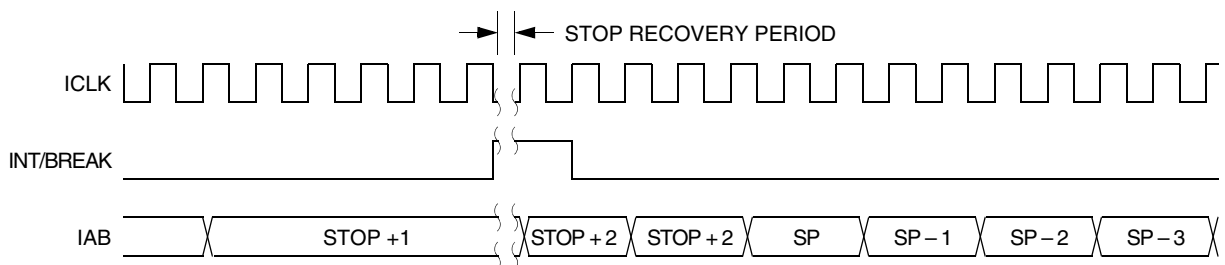 STOP RECOVERY PERIOD
ICLK
INT/BREAK
IAB STOP +1 STOP + 2 STOP + 2 SP SP – 1 SP – 2 SP – 3